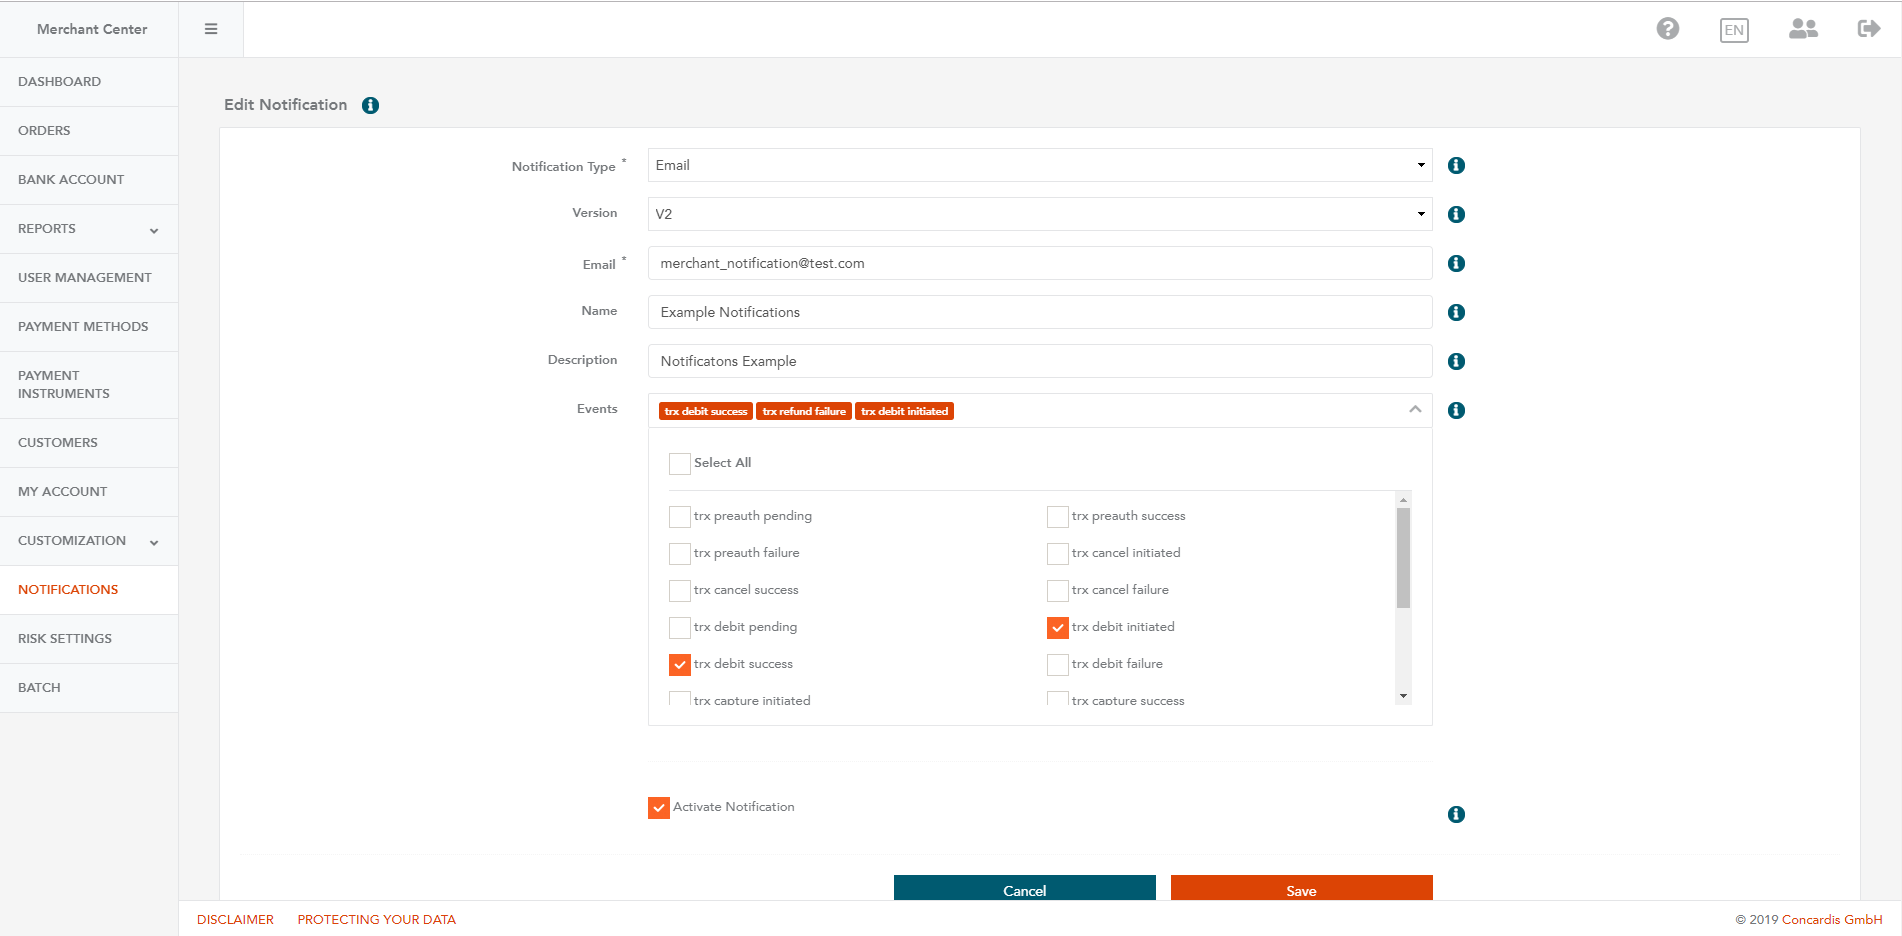 Merchant Center
EN
DASHBOARD
ORDERS
BANK ACCOUNT
REPORTS
USER MANAGEMENT
PAYMENT METHODS
PAYMENT
INSTRUMENTS
CUSTOMERS
MY ACCOUNT
CUSTOMIZATION
NOTIFICATIONS
RISK SETTINGS
BATCH
Edit Notification
Notification Type * Email
Version V2
Email * merchant_notification@test.com
Name Example Notifications
Description Notificatons Example
Events trx debit success trx refund failure trx debit initiated
Select All
trx preauth pending trx preauth success
trx preauth failure trx cancel initiated
trx cancel success trx cancel failure
trx debit pending trx debit initiated
trx debit success trx debit failure
trx capture initiated trx capture success
Activate Notification
Cancel Save
DISCLAIMER PROTECTING YOUR DATA © 2019 Concardis GmbH